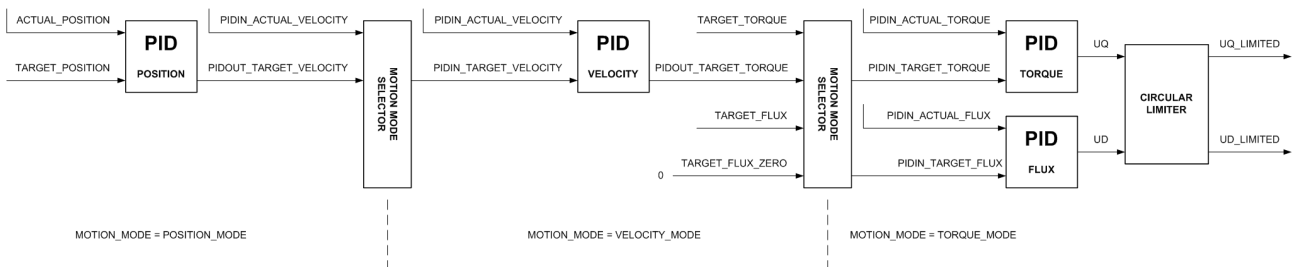 ACTUAL_POSITION
TARGET_POSITION
PID
POSITION
PIDIN_ACTUAL_VELOCITY
PIDOUT_TARGET_VELOCITY
MOTION MODE
SELECTOR
PIDIN_ACTUAL_VELOCITY
PIDIN_TARGET_VELOCITY
PID
VELOCITY
TARGET_TORQUE
PIDOUT_TARGET_TORQUE
TARGET_FLUX
TARGET_FLUX_ZERO
0
MOTION MODE
SELECTOR
PIDIN_ACTUAL_TORQUE
PIDIN_TARGET_TORQUE
PIDIN_ACTUAL_FLUX
PIDIN_TARGET_FLUX
PID
TORQUE
PID
FLUX
UQ
UD
CIRCULAR
LIMITER
UQ_LIMITED
UD_LIMITED
MOTION_MODE = POSITION_MODE
MOTION_MODE = VELOCITY_MODE
MOTION_MODE = TORQUE_MODE